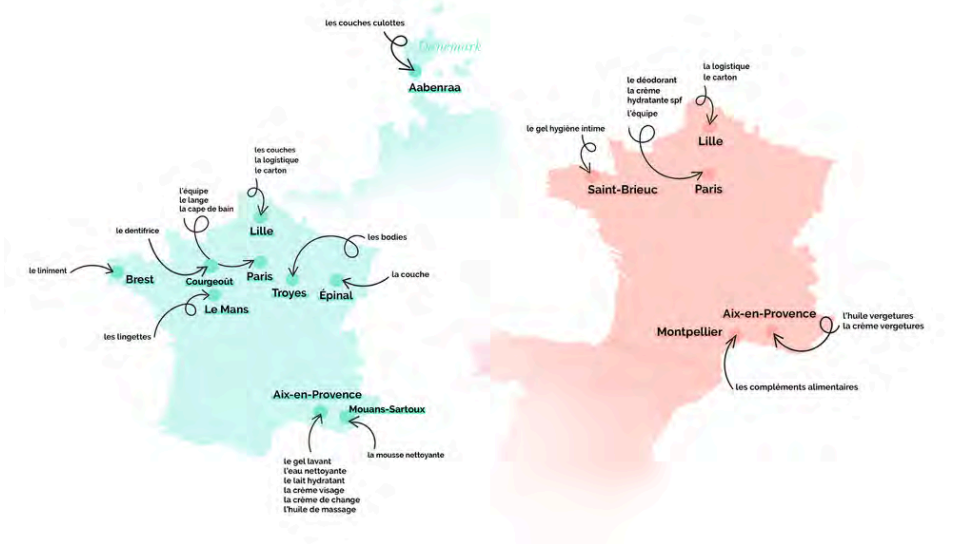 les couches culottes
Danemark
Aabenraa
les couches
la logistique
le carton
Lille
l'équipe
le lange
la cape de bain
le dentifrice
les bodies
le liniment
Brest
Courgeoût
Paris
Troyes
Épinal
la couche
Le Mans
les lingettes
Aix-en-Provence
Mouans-Sartoux
la mousse nettoyante
le gel lavant
l'eau nettoyante
le lait hydratant
la crème visage
la crème de change
l'huile de massage
la logistique
le carton
le déodorant
la crème
hydratante spf
l'équipe
le gel hygiène intime
Lille
Saint-Brieuc
Paris
Aix-en-Provence
l'huile vergetures
la crème vergetures
Montpellier
les compléments alimentaires